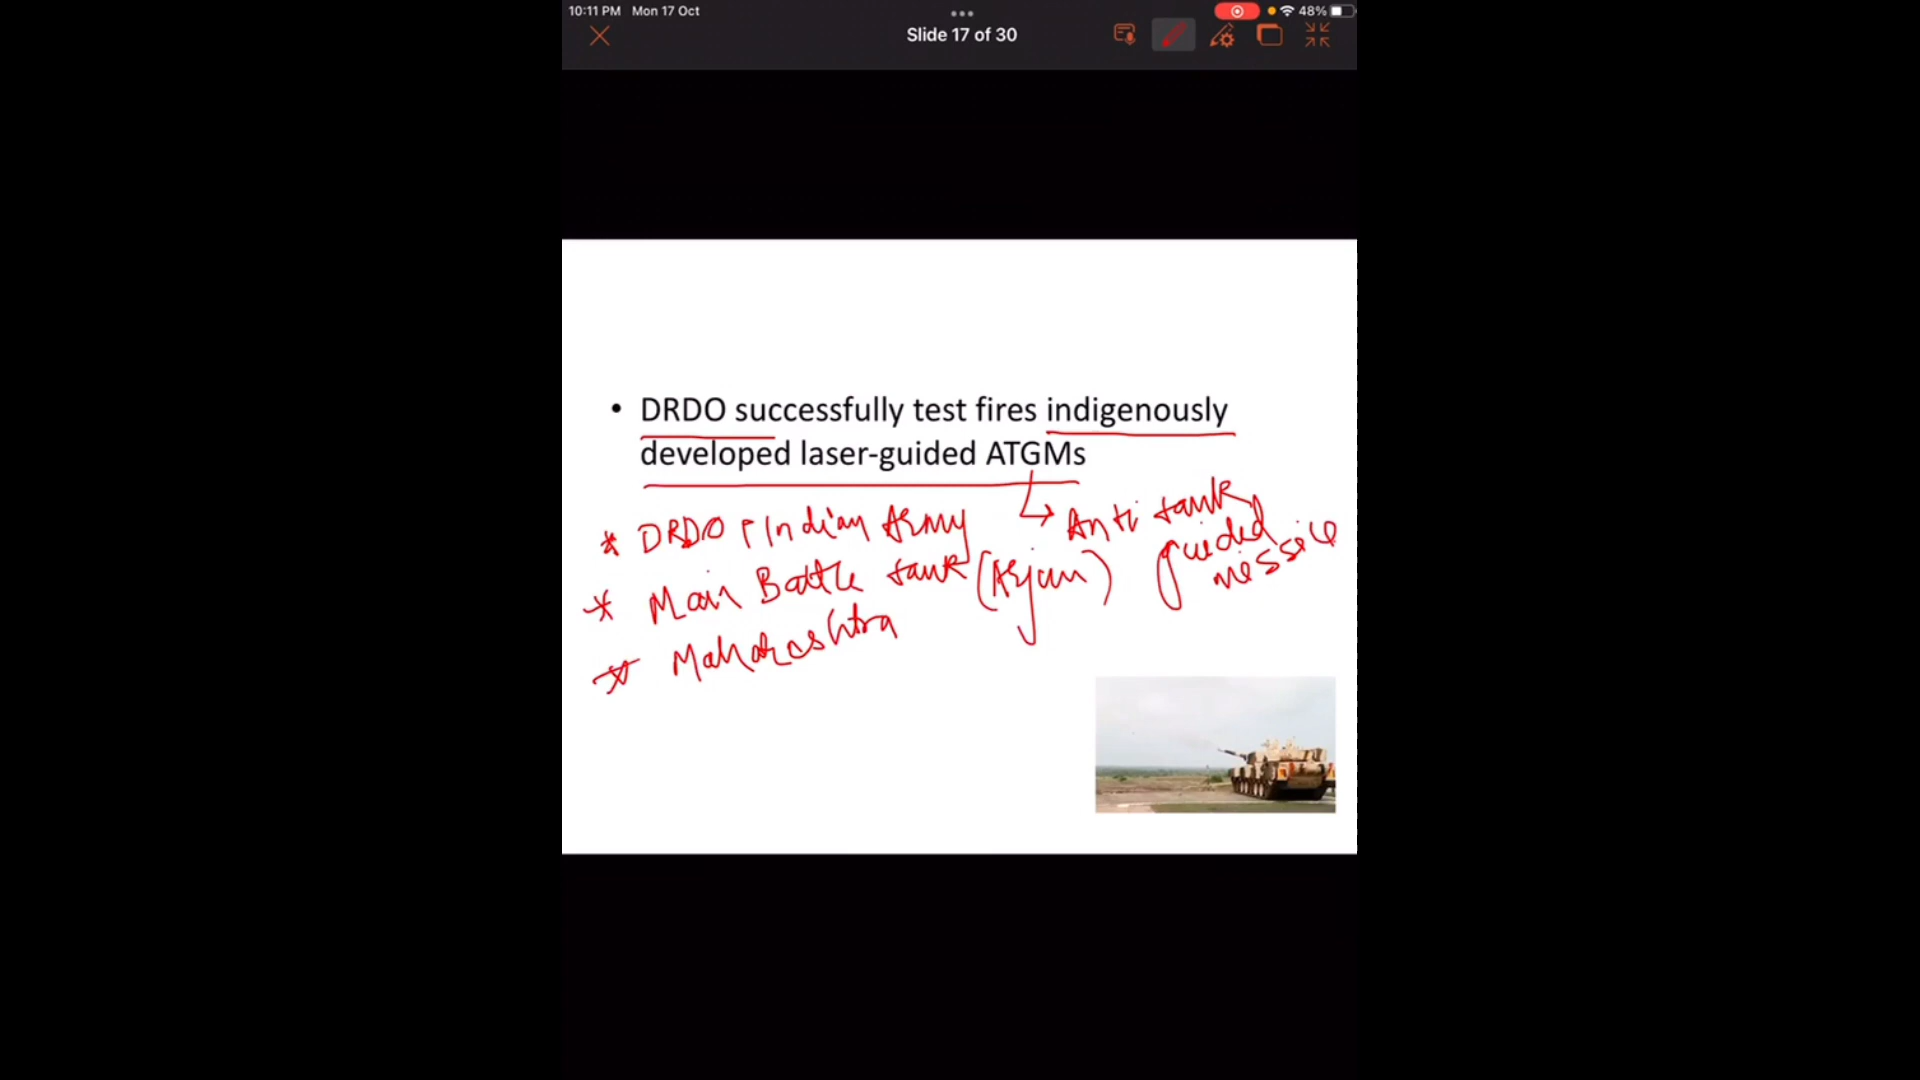 10:11 PM Mon 17 Oct
48%
Slide 17 of 30
• DRDO successfully test fires indigenously
developed laser-guided ATGMs
Anti tank
guided
missile
* DRDO & Indian Army
* Main Battle tank (Arjun)
* Maharashtra